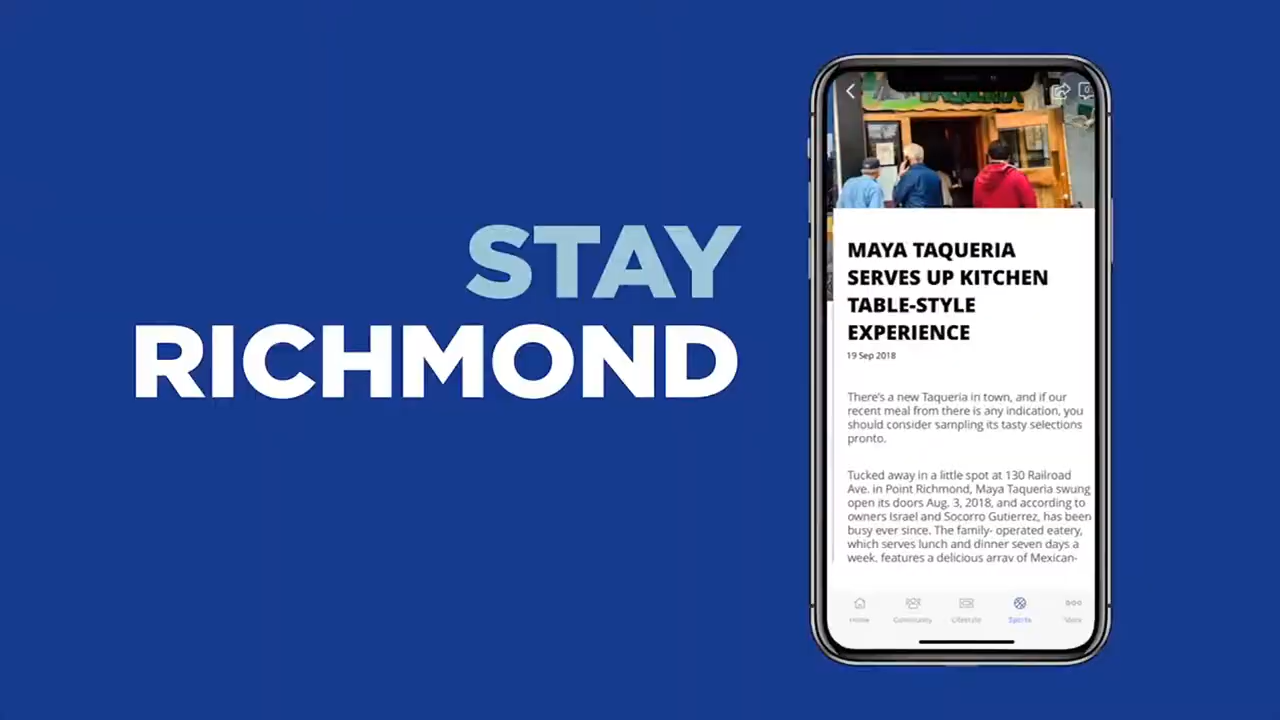 STAY
RICHMOND
TAQUERIA
0
MAYA TAQUERIA
SERVES UP KITCHEN
TABLE-STYLE
EXPERIENCE
19 Sep 2018
There's a new Taqueria in town, and if our
recent meal from there is any indication, you
should consider sampling its tasty selections
pronto.
Tucked away in a little spot at 130 Railroad
Ave. in Point Richmond, Maya Taqueria swung
open its doors Aug. 3, 2018, and according to
owners Israel and Socorro Gutierrez, has been
busy ever since. The family- operated eatery,
which serves lunch and dinner seven days a
week, features a delicious array of Mexican-
Home Community Lifestyle Sports More